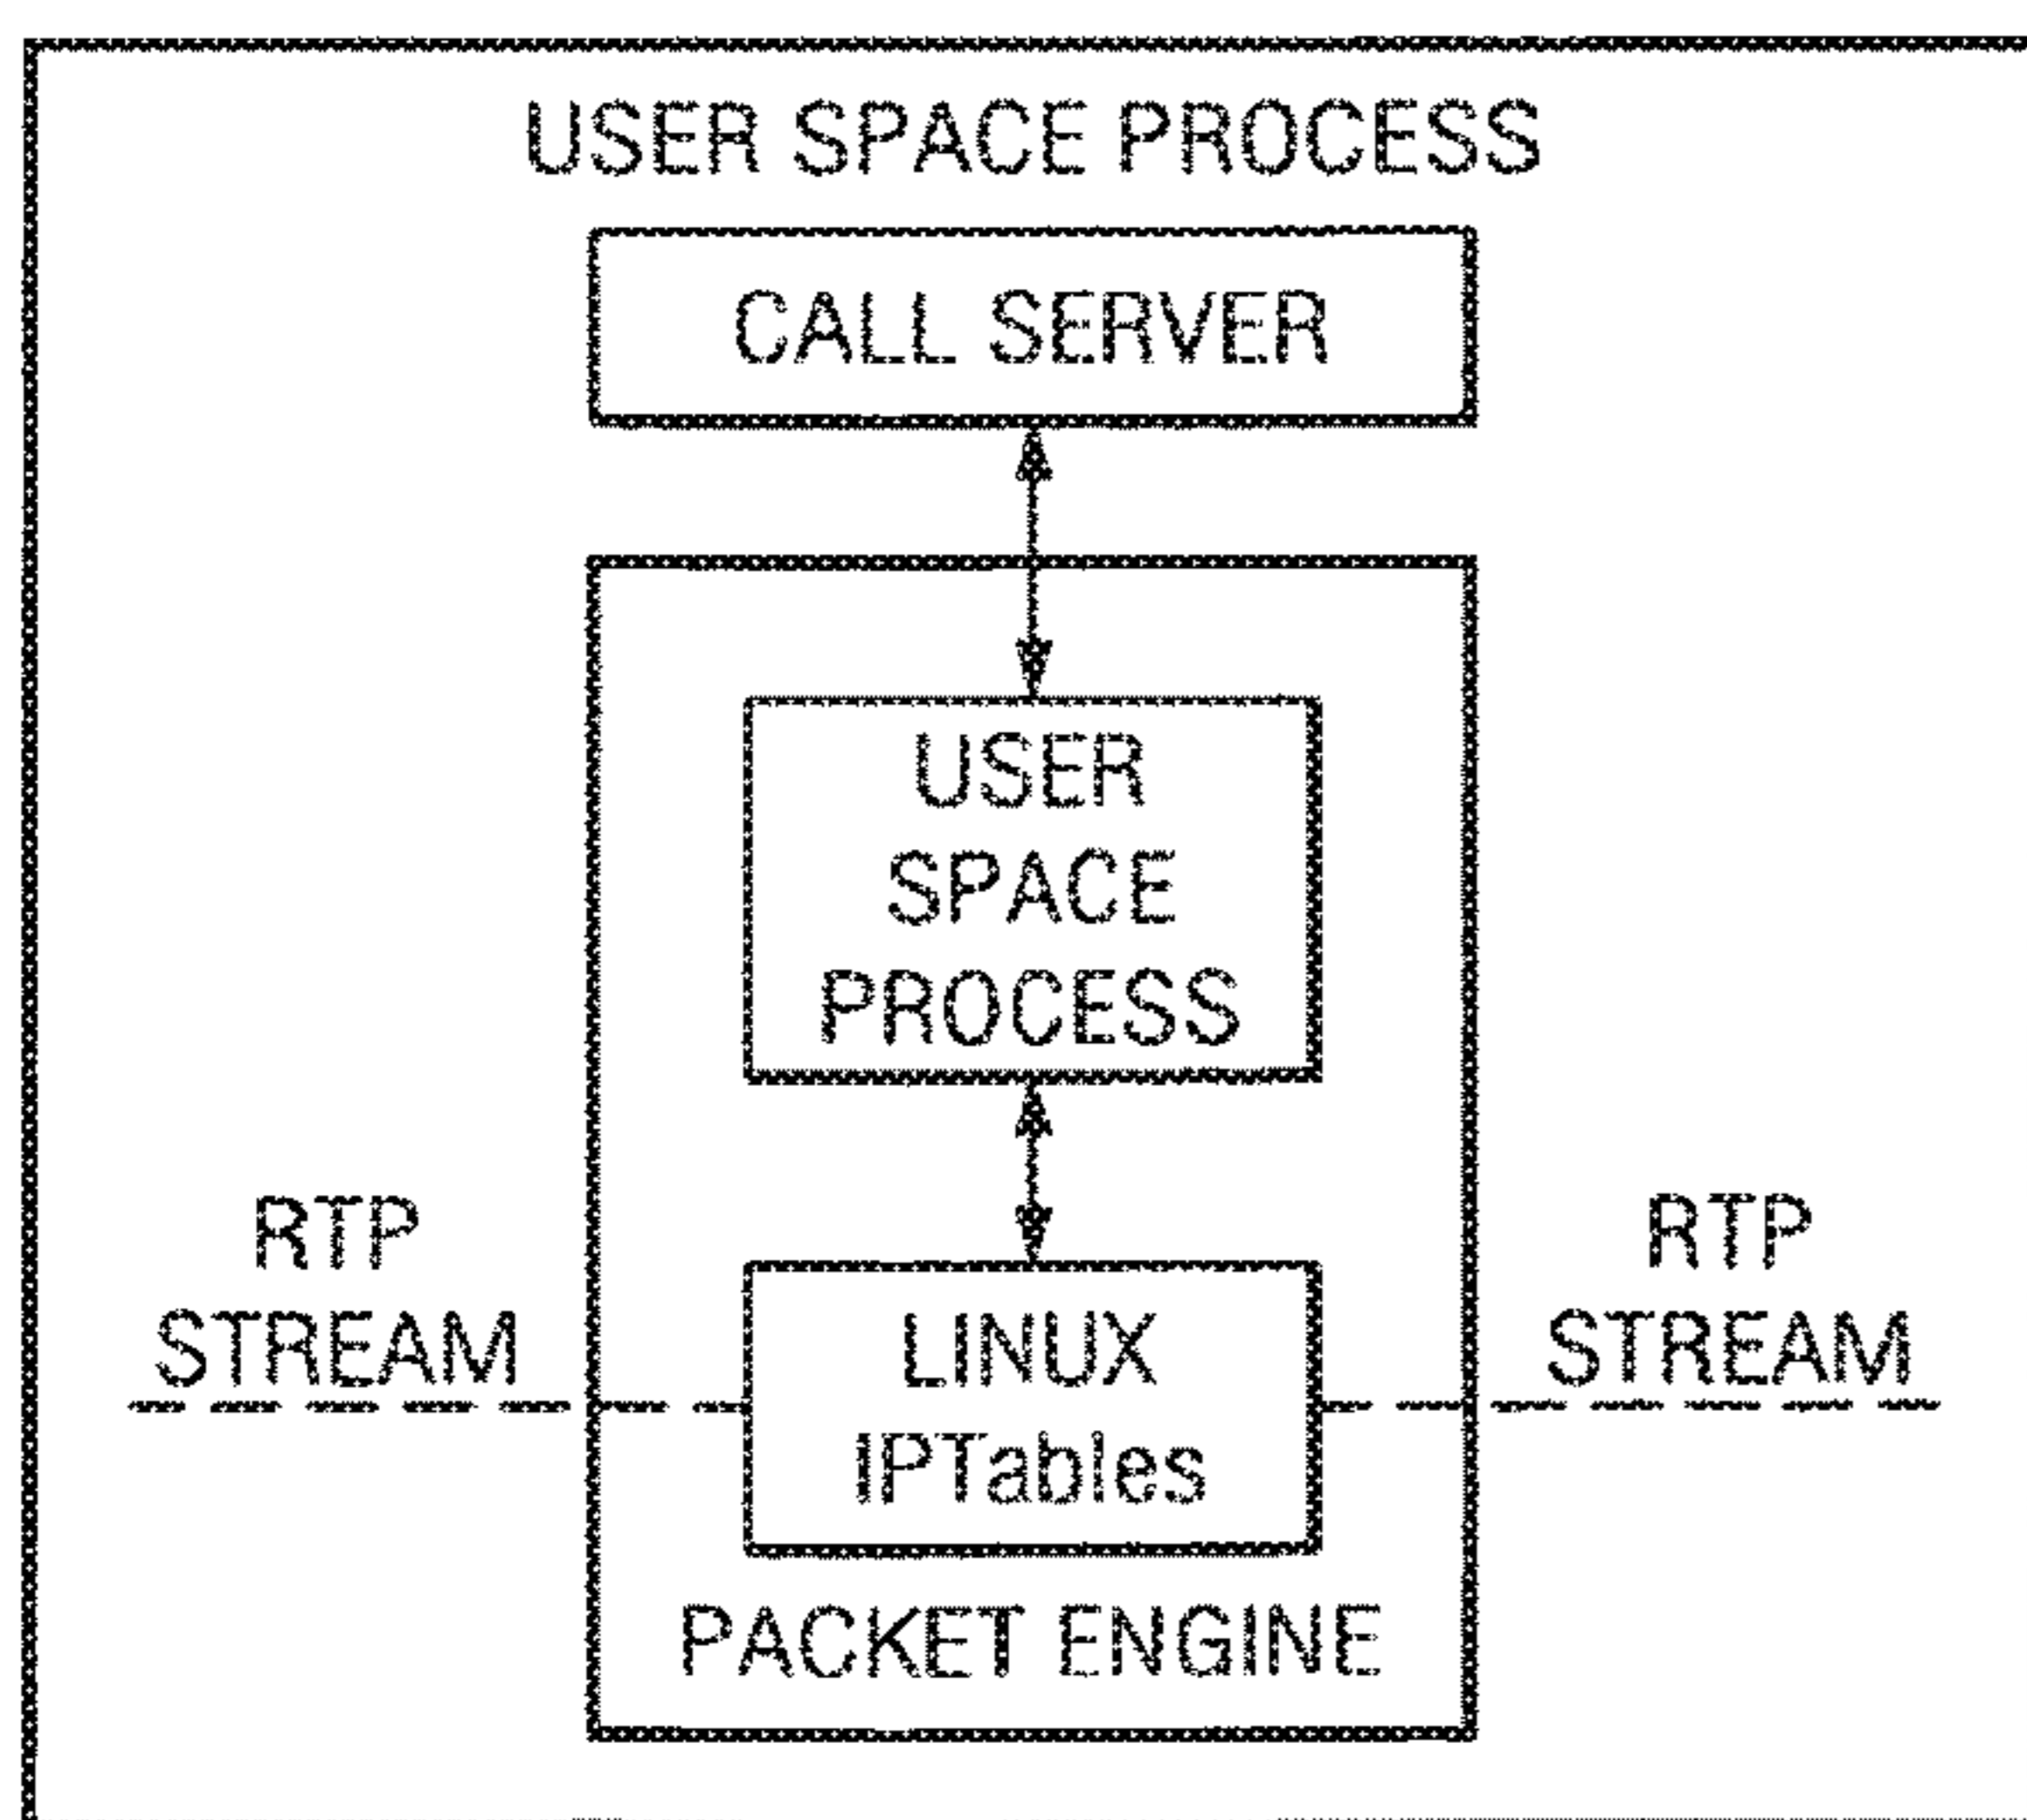 USER SPACE PROCESS
CALL SERVER
USER
SPACE
PROCESS
RTP
STREAM
RTP
STREAM
LINUX
IPTables
PACKET ENGINE